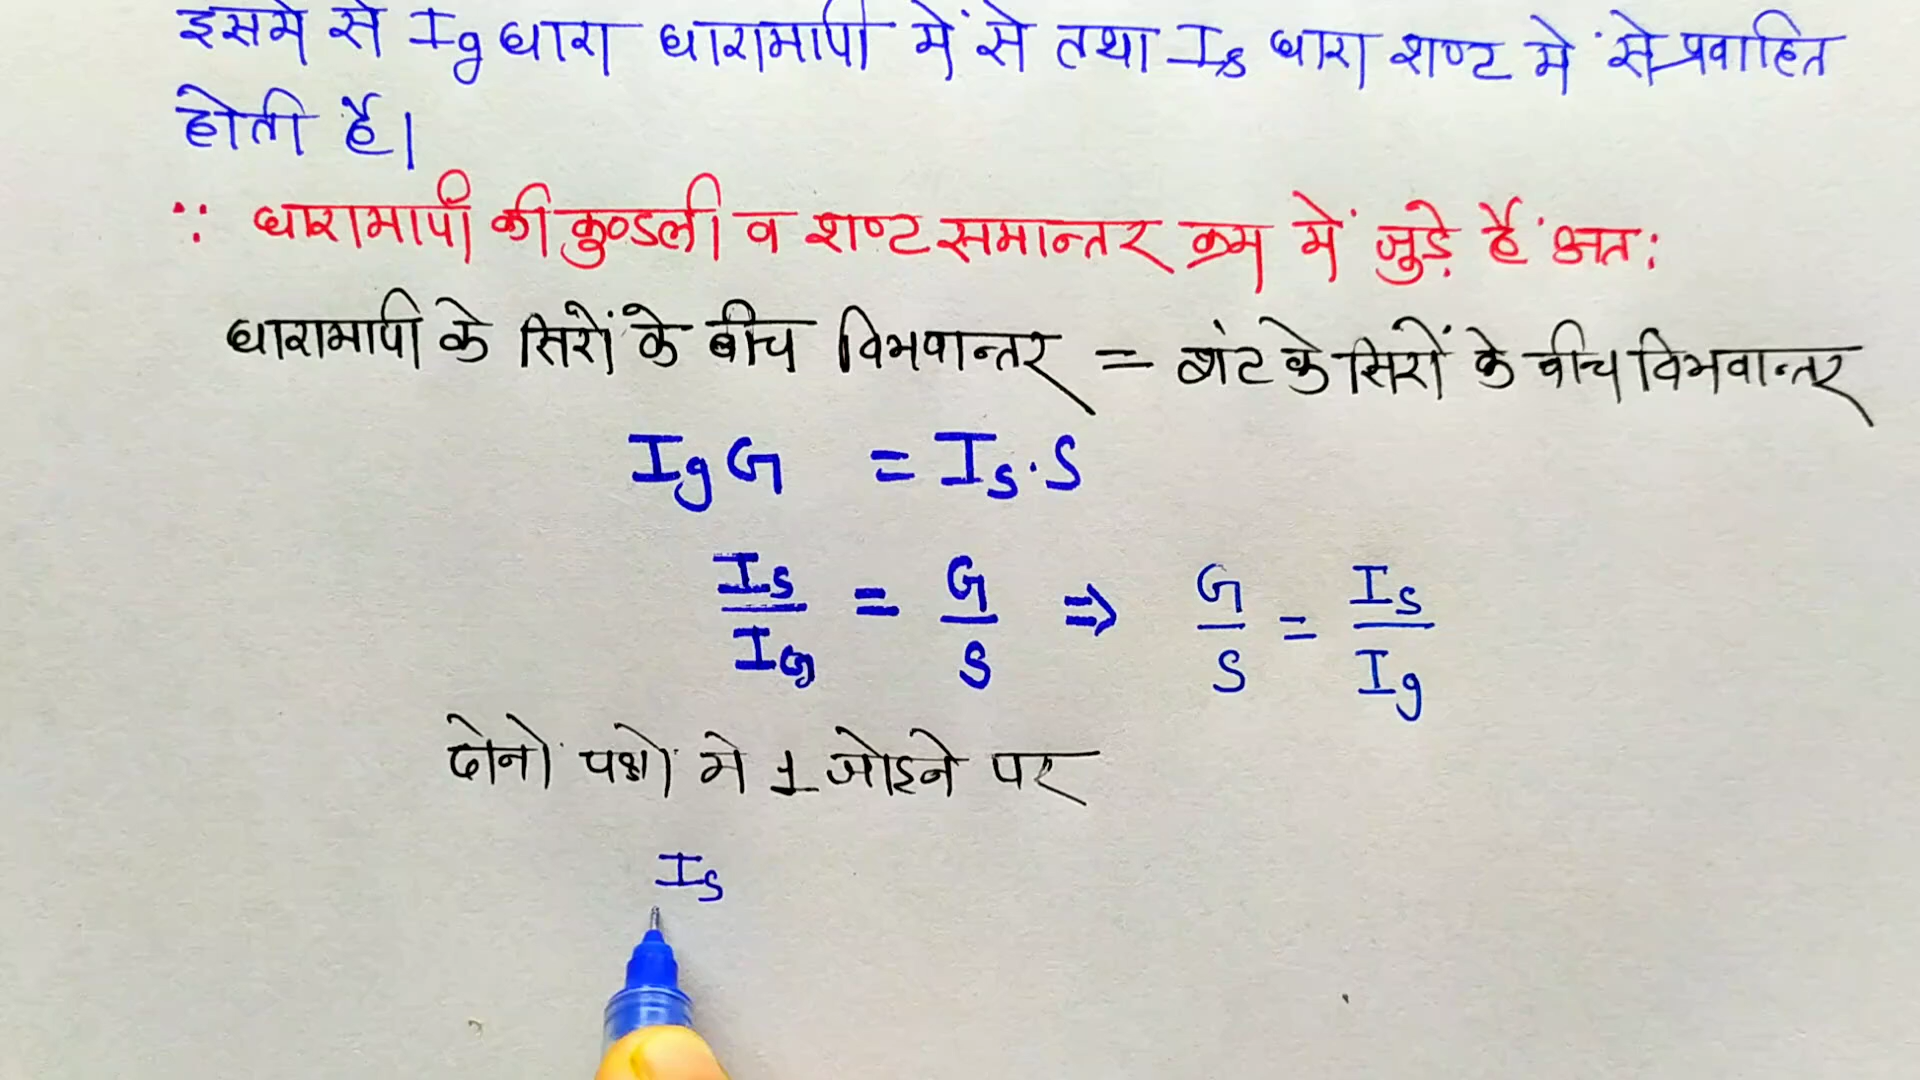 इसमे से Ig धारा धारामापी में से तथा Is धारा शण्ट मे से प्रवाहित
होती है।
∵ धारामापी की कुण्डली व शण्ट समान्तर क्रम में जुड़े हैं अत:
धारामापी के सिरों के बीच विभवान्तर = शंट के सिरों के बीच विभवान्तर
IgG = Is·S
Is/Ig = G/S ⇒ G/S = Is/Ig
दोनो पक्षो मे 1 जोड़ने पर
Is